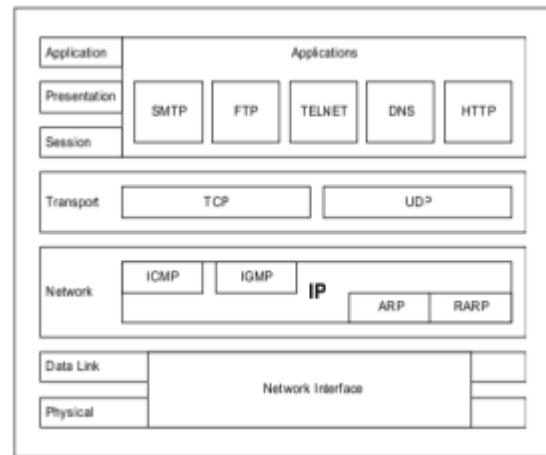 Application
Applications
Presentation
SMTP FTP TELNET DNS HTTP
Session
Transport TCP UDP
ICMP IGMP
Network IP
ARP RARP
Data Link
Network Interface
Physical